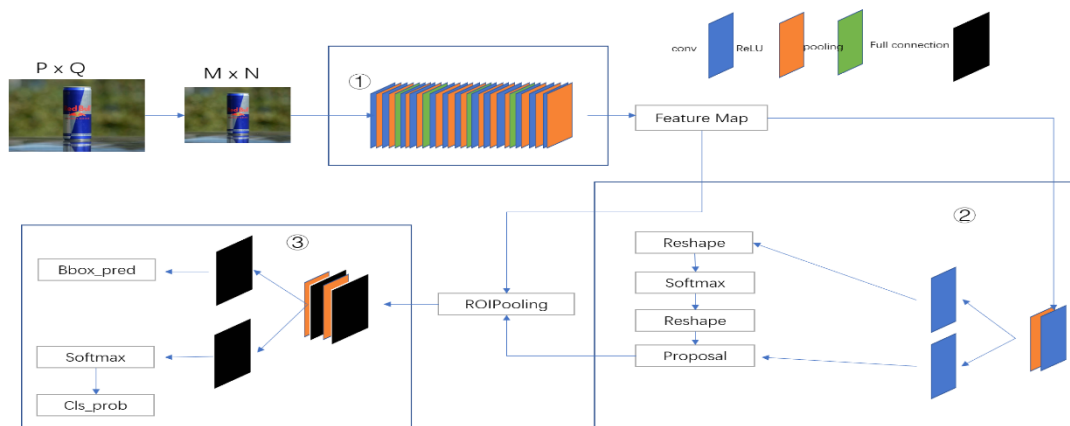 conv ReLU pooling Full connection
P x Q
M x N
①
Feature Map
②
③
Reshape
Bbox_pred
Softmax
ROIPooling
Reshape
Softmax
Proposal
Cls_prob